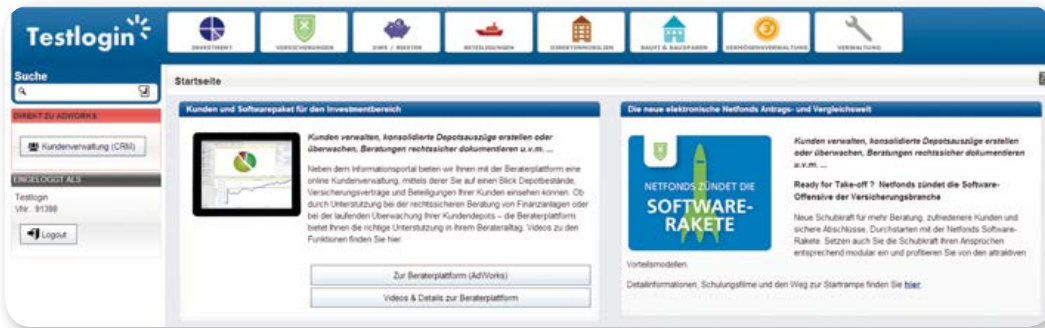 Testlogin
INVESTMENT
VERSICHERUNGEN
DWS / RIESTER
BETEILIGUNGEN
DIREKTIMMOBILIEN
BAUFI & BAUSPAREN
VERMÖGENSVERWALTUNG
VERWALTUNG
Suche
DIREKT ZU ADWORKS
Kundenverwaltung (CRM)
EINGELOGGT ALS
Testlogin
VNr. 91380
Logout
Startseite
Kunden und Softwarepaket für den Investmentbereich
Kunden verwalten, konsolidierte Depotsauszüge erstellen oder
überwachen, Beratungen rechtssicher dokumentieren u.v.m. ...
Neben dem Informationsportal bieten wir Ihnen mit der Beraterplattform eine
online Kundenverwaltung, mittels derer Sie auf einen Blick Depotbestände,
Versicherungsverträge und Beteiligungen Ihrer Kunden einsehen können. Ob
durch Unterstützung bei der rechtssicheren Beratung von Finanzanlagen oder
bei der laufenden Überwachung Ihrer Kundendepots – die Beraterplattform
bietet Ihnen die richtige Unterstützung in Ihrem Berateralltag. Videos zu den
Funktionen finden Sie hier.
Zur Beraterplattform (AdWorks)
Videos & Details zur Beraterplattform
Die neue elektronische Netfonds Antrags- und Vergleichswelt
NETFONDS ZÜNDET DIE
SOFTWARE-
RAKETE
Kunden verwalten, konsolidierte Depotsauszüge erstellen
oder überwachen, Beratungen rechtssicher dokumentieren
u.v.m. ...
Ready for Take-off ? Netfonds zündet die Software-
Offensive der Versicherungsbranche
Neue Schubkraft für mehr Beratung, zufriedenere Kunden und
sichere Abschlüsse. Durchstarten mit der Netfonds Software-
Rakete. Setzen auch Sie die Schubkraft Ihren Ansprüchen
entsprechend modular ein und profitieren Sie von den attraktiven
Vorteilsmodellen.
Detailinformationen, Schulungsfilme und den Weg zur Startrampe finden Sie hier.